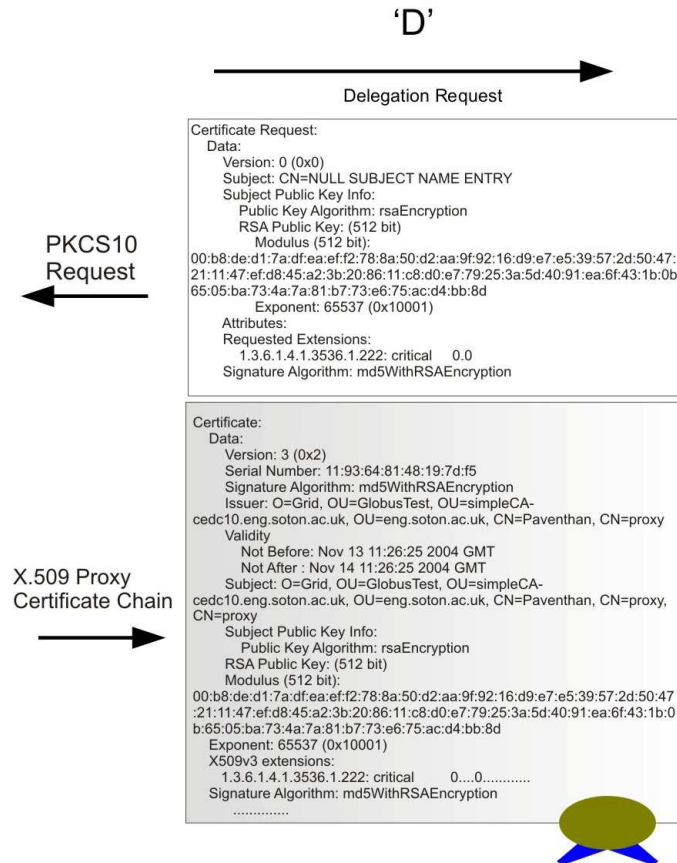 ‘D’
Delegation Request
Certificate Request:
Data:
Version: 0 (0x0)
Subject: CN=NULL SUBJECT NAME ENTRY
Subject Public Key Info:
Public Key Algorithm: rsaEncryption
RSA Public Key: (512 bit)
Modulus (512 bit):
00:b8:de:d1:7a:df:ea:ef:f2:78:8a:50:d2:aa:9f:92:16:d9:e7:e5:39:57:2d:50:47:
21:11:47:ef:d8:45:a2:3b:20:86:11:c8:d0:e7:79:25:3a:5d:40:91:ea:6f:43:1b:0b
65:05:ba:73:4a:7a:81:b7:73:e6:75:ac:d4:bb:8d
Exponent: 65537 (0x10001)
Attributes:
Requested Extensions:
1.3.6.1.4.1.3536.1.222: critical 0.0
Signature Algorithm: md5WithRSAEncryption
PKCS10
Request
Certificate:
Data:
Version: 3 (0x2)
Serial Number: 11:93:64:81:48:19:7d:f5
Signature Algorithm: md5WithRSAEncryption
Issuer: O=Grid, OU=GlobusTest, OU=simpleCA-
cedc10.eng.soton.ac.uk, OU=eng.soton.ac.uk, CN=Paventhan, CN=proxy
Validity
Not Before: Nov 13 11:26:25 2004 GMT
Not After : Nov 14 11:26:25 2004 GMT
Subject: O=Grid, OU=GlobusTest, OU=simpleCA-
cedc10.eng.soton.ac.uk, OU=eng.soton.ac.uk, CN=Paventhan, CN=proxy,
CN=proxy
Subject Public Key Info:
Public Key Algorithm: rsaEncryption
RSA Public Key: (512 bit)
Modulus (512 bit):
00:b8:de:d1:7a:df:ea:ef:f2:78:8a:50:d2:aa:9f:92:16:d9:e7:e5:39:57:2d:50:47
:21:11:47:ef:d8:45:a2:3b:20:86:11:c8:d0:e7:79:25:3a:5d:40:91:ea:6f:43:1b:0
b:65:05:ba:73:4a:7a:81:b7:73:e6:75:ac:d4:bb:8d
Exponent: 65537 (0x10001)
X509v3 extensions:
1.3.6.1.4.1.3536.1.222: critical 0....0............
Signature Algorithm: md5WithRSAEncryption
..............
X.509 Proxy
Certificate Chain